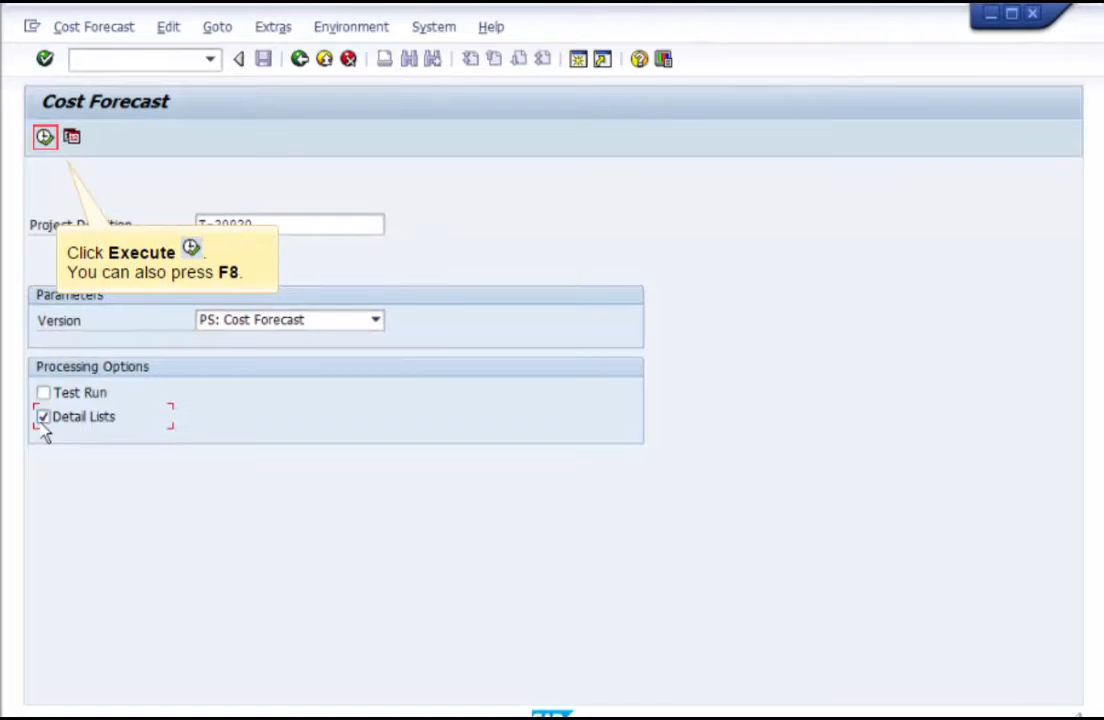 Cost Forecast Edit Goto Extras Environment System Help
Cost Forecast
Click Execute .
You can also press F8.
Parameters
Version PS: Cost Forecast
Processing Options
Test Run
Detail Lists